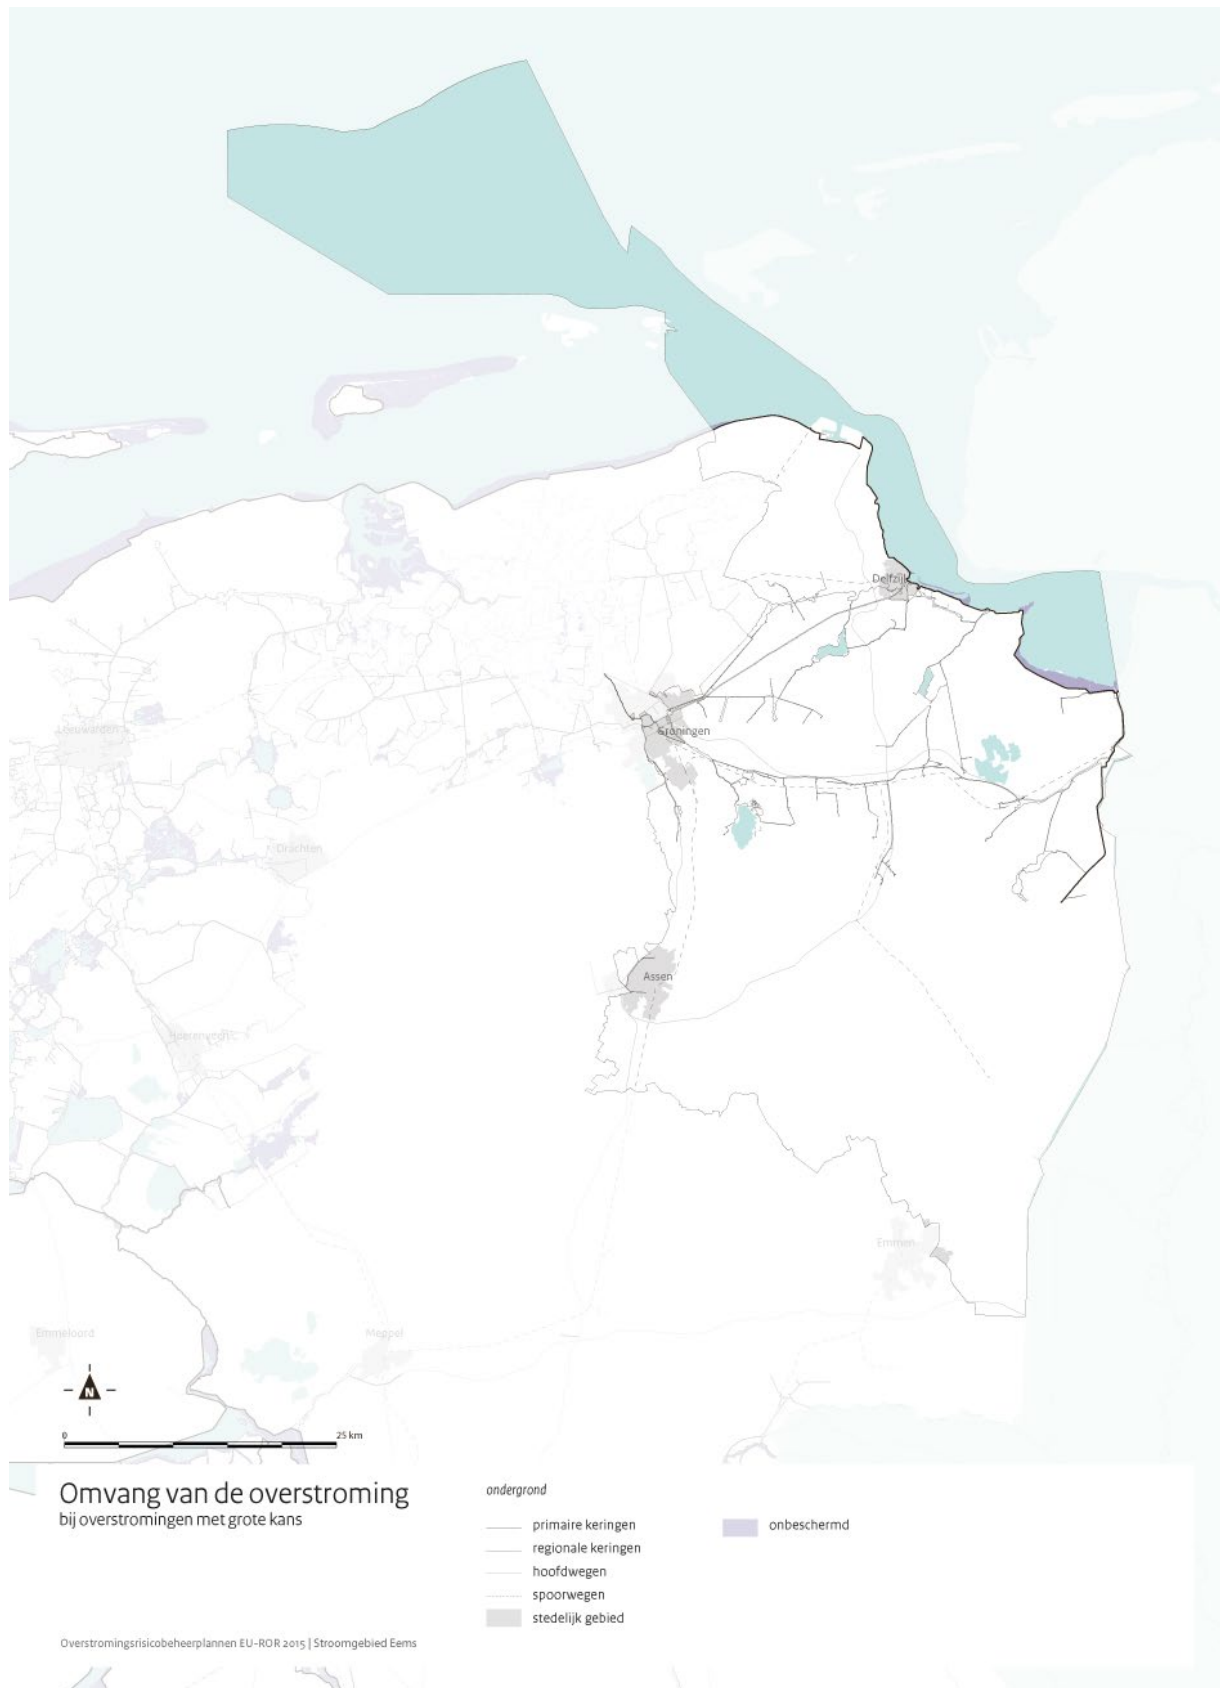 Delfzijl
Groningen
Leeuwarden
Drachten
Assen
Heerenveen
Emmen
Emmeloord
Meppel
N
0
25 km
Omvang van de overstroming
bij overstromingen met grote kans
ondergrond
primaire keringen
onbeschermd
regionale keringen
hoofdwegen
spoorwegen
stedelijk gebied
Overstromingsrisicobeheerplannen EU-ROR 2015 | Stroomgebied Eems